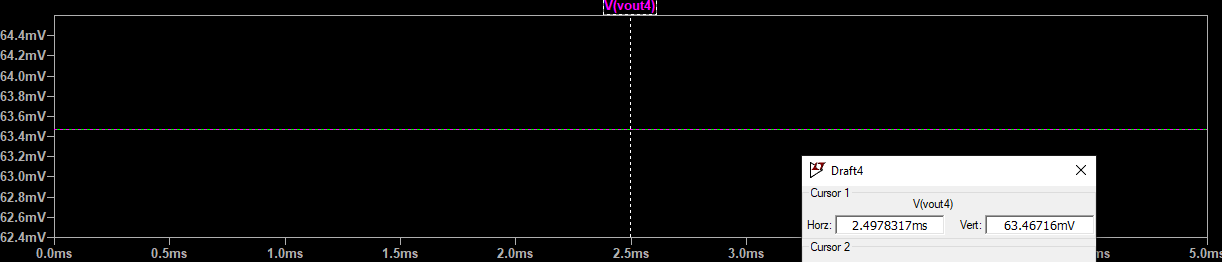 V(vout4)
64.4mV
64.2mV
64.0mV
63.8mV
63.6mV
63.4mV
63.2mV
63.0mV
62.8mV
62.6mV
62.4mV
0.0ms 0.5ms 1.0ms 1.5ms 2.0ms 2.5ms 3.0ms ms 5.0ms
Draft4
Cursor 1
V(vout4)
Horz: 2.4978317ms Vert: 63.46716mV
Cursor 2